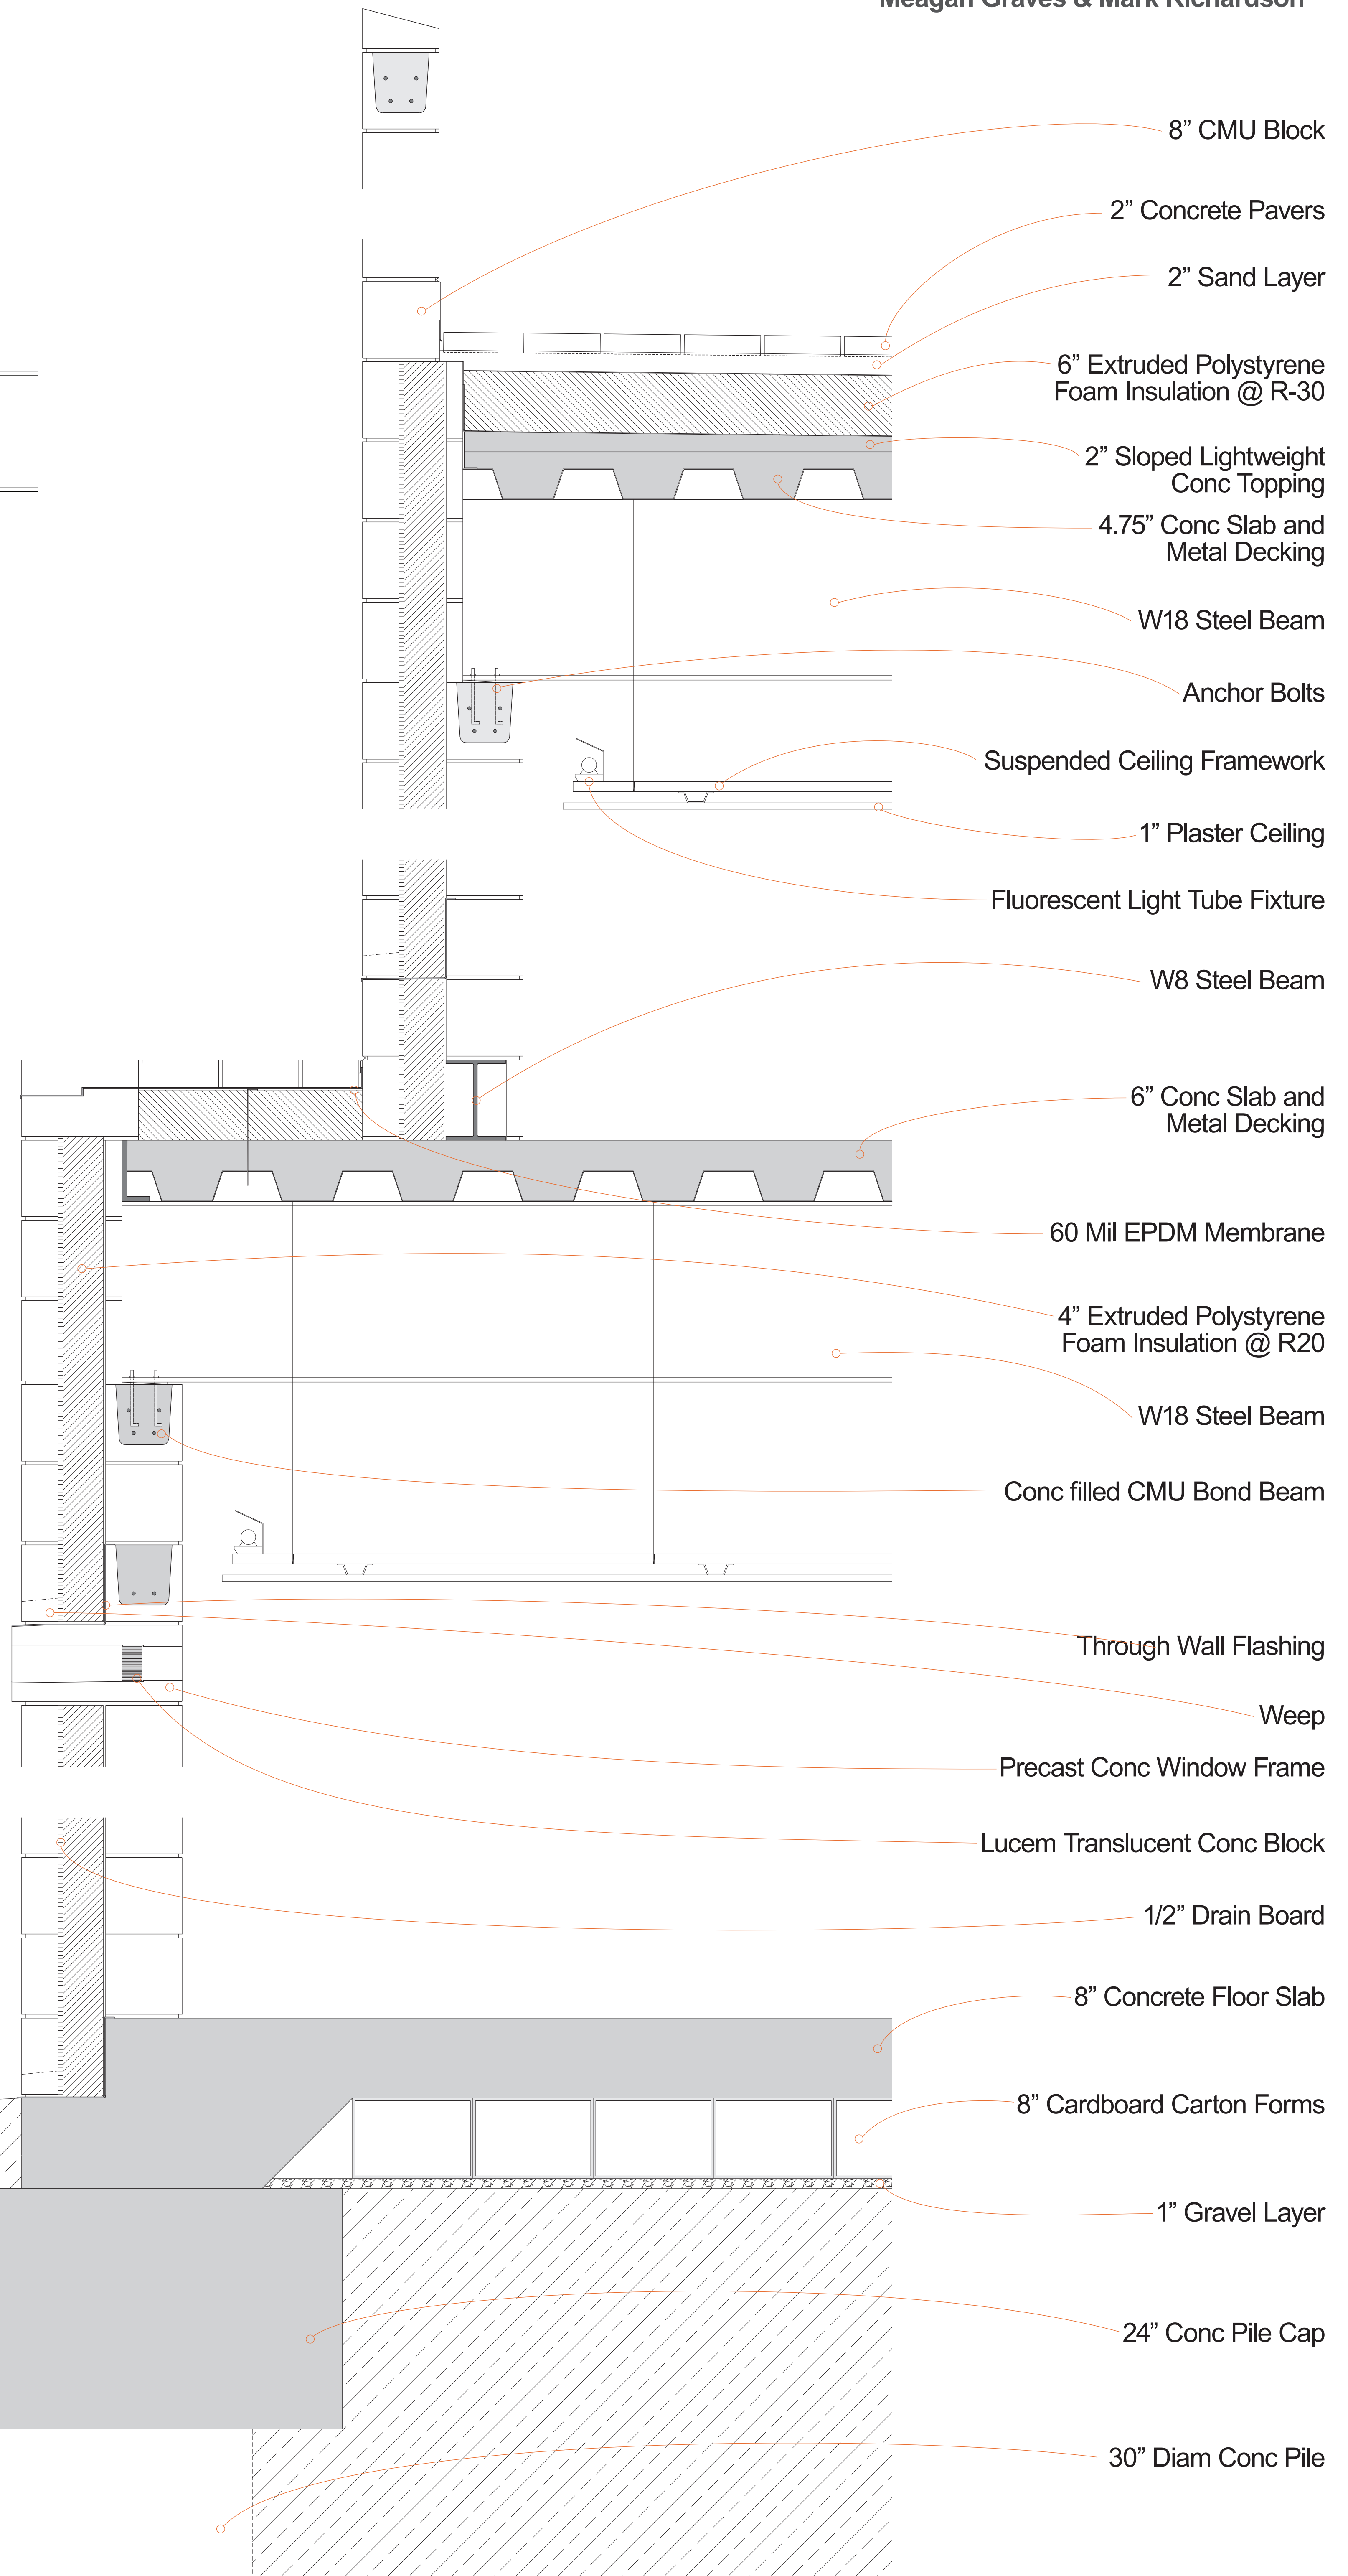 Meagan Graves & Mark Richardson
8” CMU Block
2” Concrete Pavers
2” Sand Layer
6” Extruded Polystyrene
Foam Insulation @ R-30
2” Sloped Lightweight
Conc Topping
4.75” Conc Slab and
Metal Decking
W18 Steel Beam
Anchor Bolts
Suspended Ceiling Framework
1” Plaster Ceiling
Fluorescent Light Tube Fixture
W8 Steel Beam
6” Conc Slab and
Metal Decking
60 Mil EPDM Membrane
4” Extruded Polystyrene
Foam Insulation @ R20
W18 Steel Beam
Conc filled CMU Bond Beam
Through Wall Flashing
Weep
Precast Conc Window Frame
Lucem Translucent Conc Block
1/2” Drain Board
8” Concrete Floor Slab
8” Cardboard Carton Forms
1” Gravel Layer
24” Conc Pile Cap
30” Diam Conc Pile